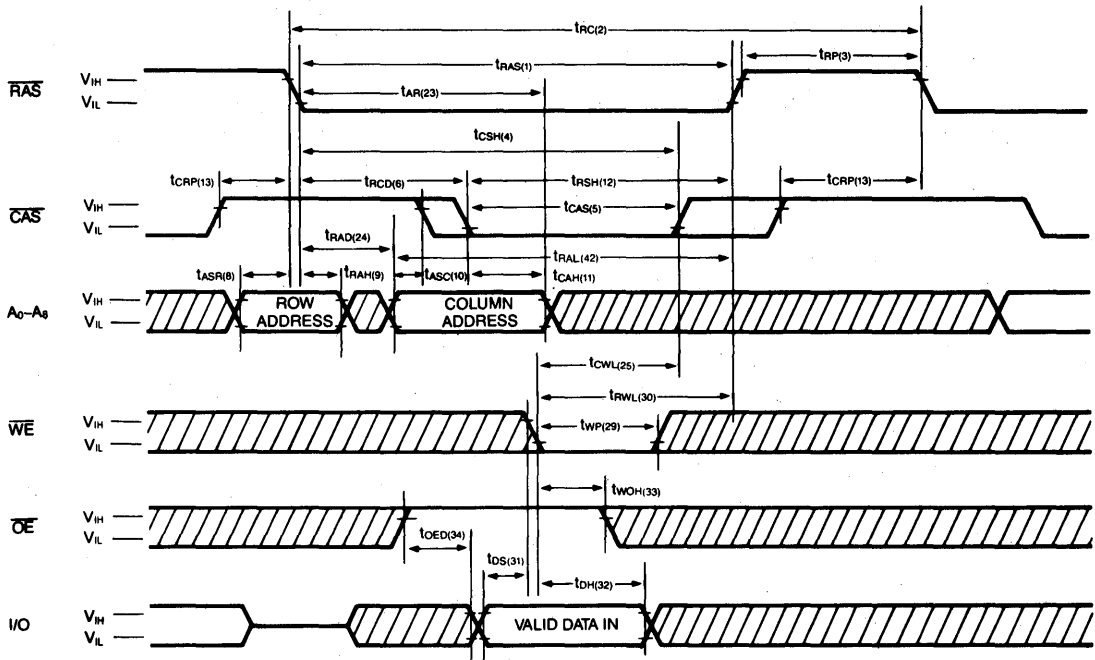 tRC(2)
tRAS(1)
tRP(3)
RAS
VIH
VIL
tAR(23)
tCSH(4)
tCRP(13)
tRCD(6)
tRSH(12)
tCRP(13)
CAS
VIH
VIL
tCAS(5)
tRAD(24)
tRAL(42)
tASR(8)
tRAH(9)
tASC(10)
tCAH(11)
A0–A8
VIH
VIL
ROW
ADDRESS
COLUMN
ADDRESS
tCWL(25)
tRWL(30)
WE
VIH
VIL
tWP(29)
tWOH(33)
OE
VIH
VIL
tOED(34)
tDS(31)
tDH(32)
I/O
VIH
VIL
VALID DATA IN